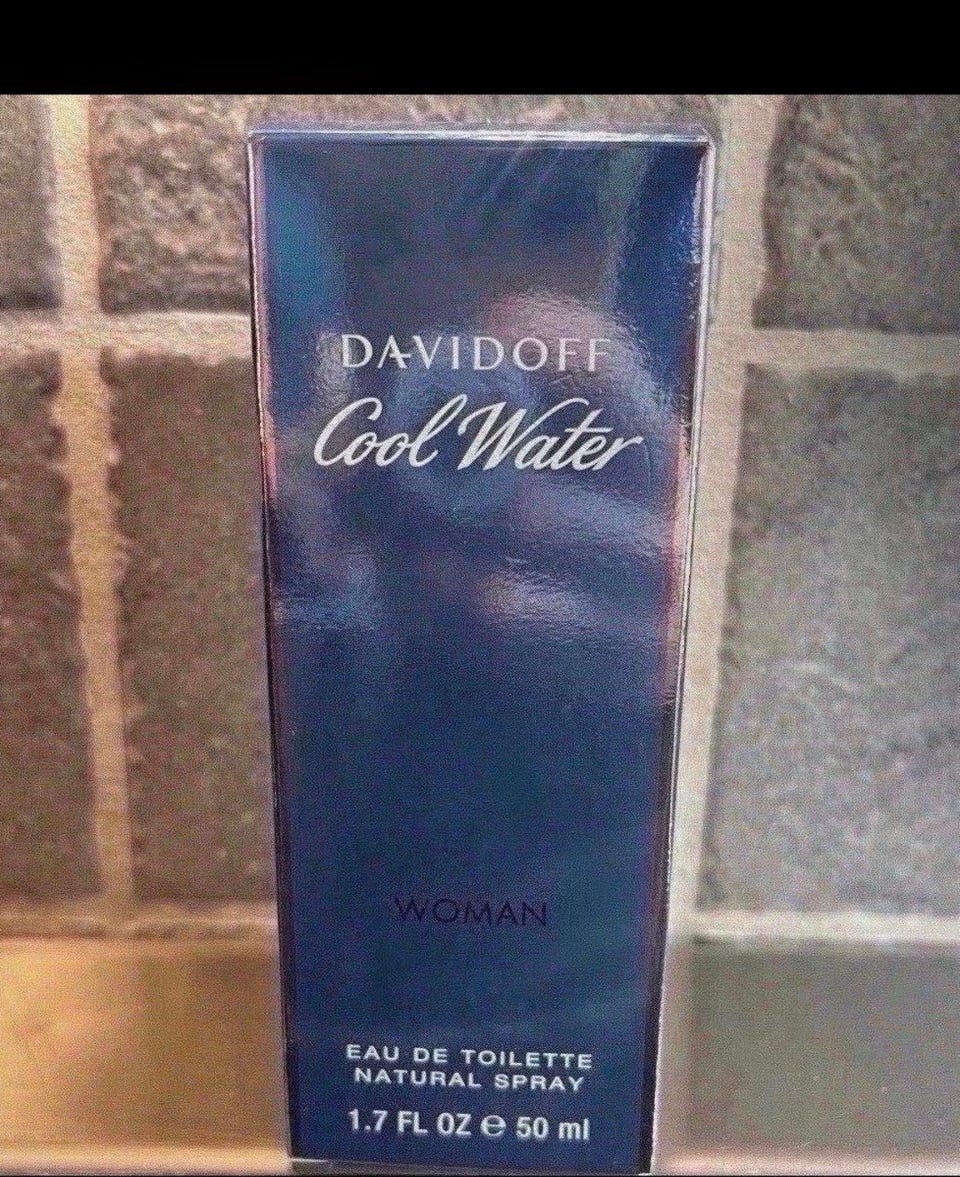 DAVIDOFF
Cool Water
WOMAN
EAU DE TOILETTE
NATURAL SPRAY
1.7 FL OZ ℮ 50 ml